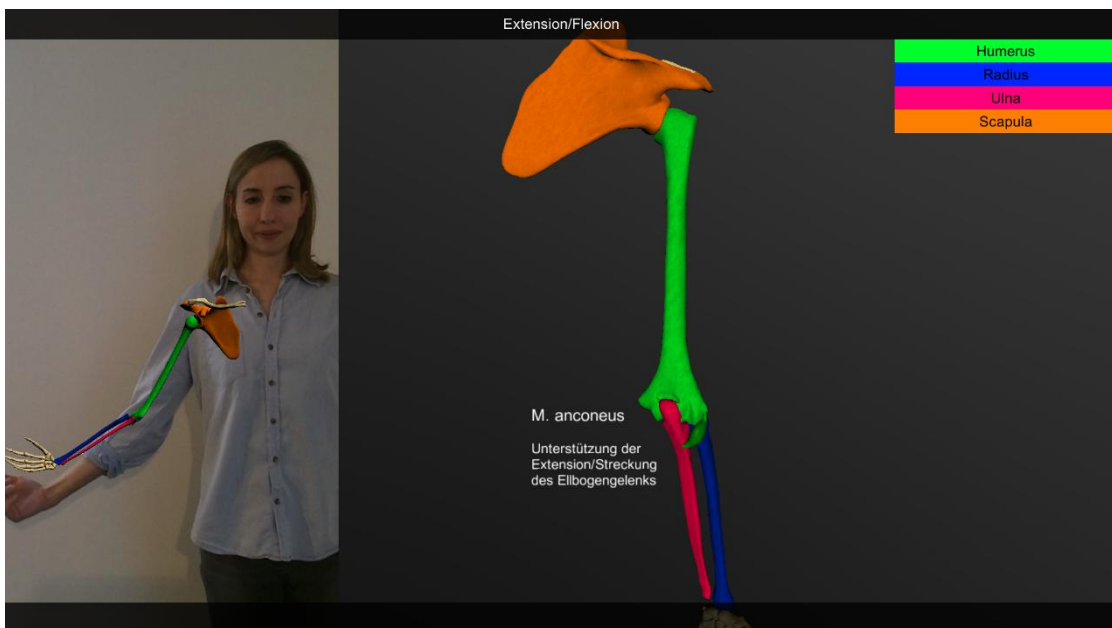 Extension/Flexion
Humerus
Radius
Ulna
Scapula
M. anconeus
Unterstützung der
Extension/Streckung
des Ellbogengelenks